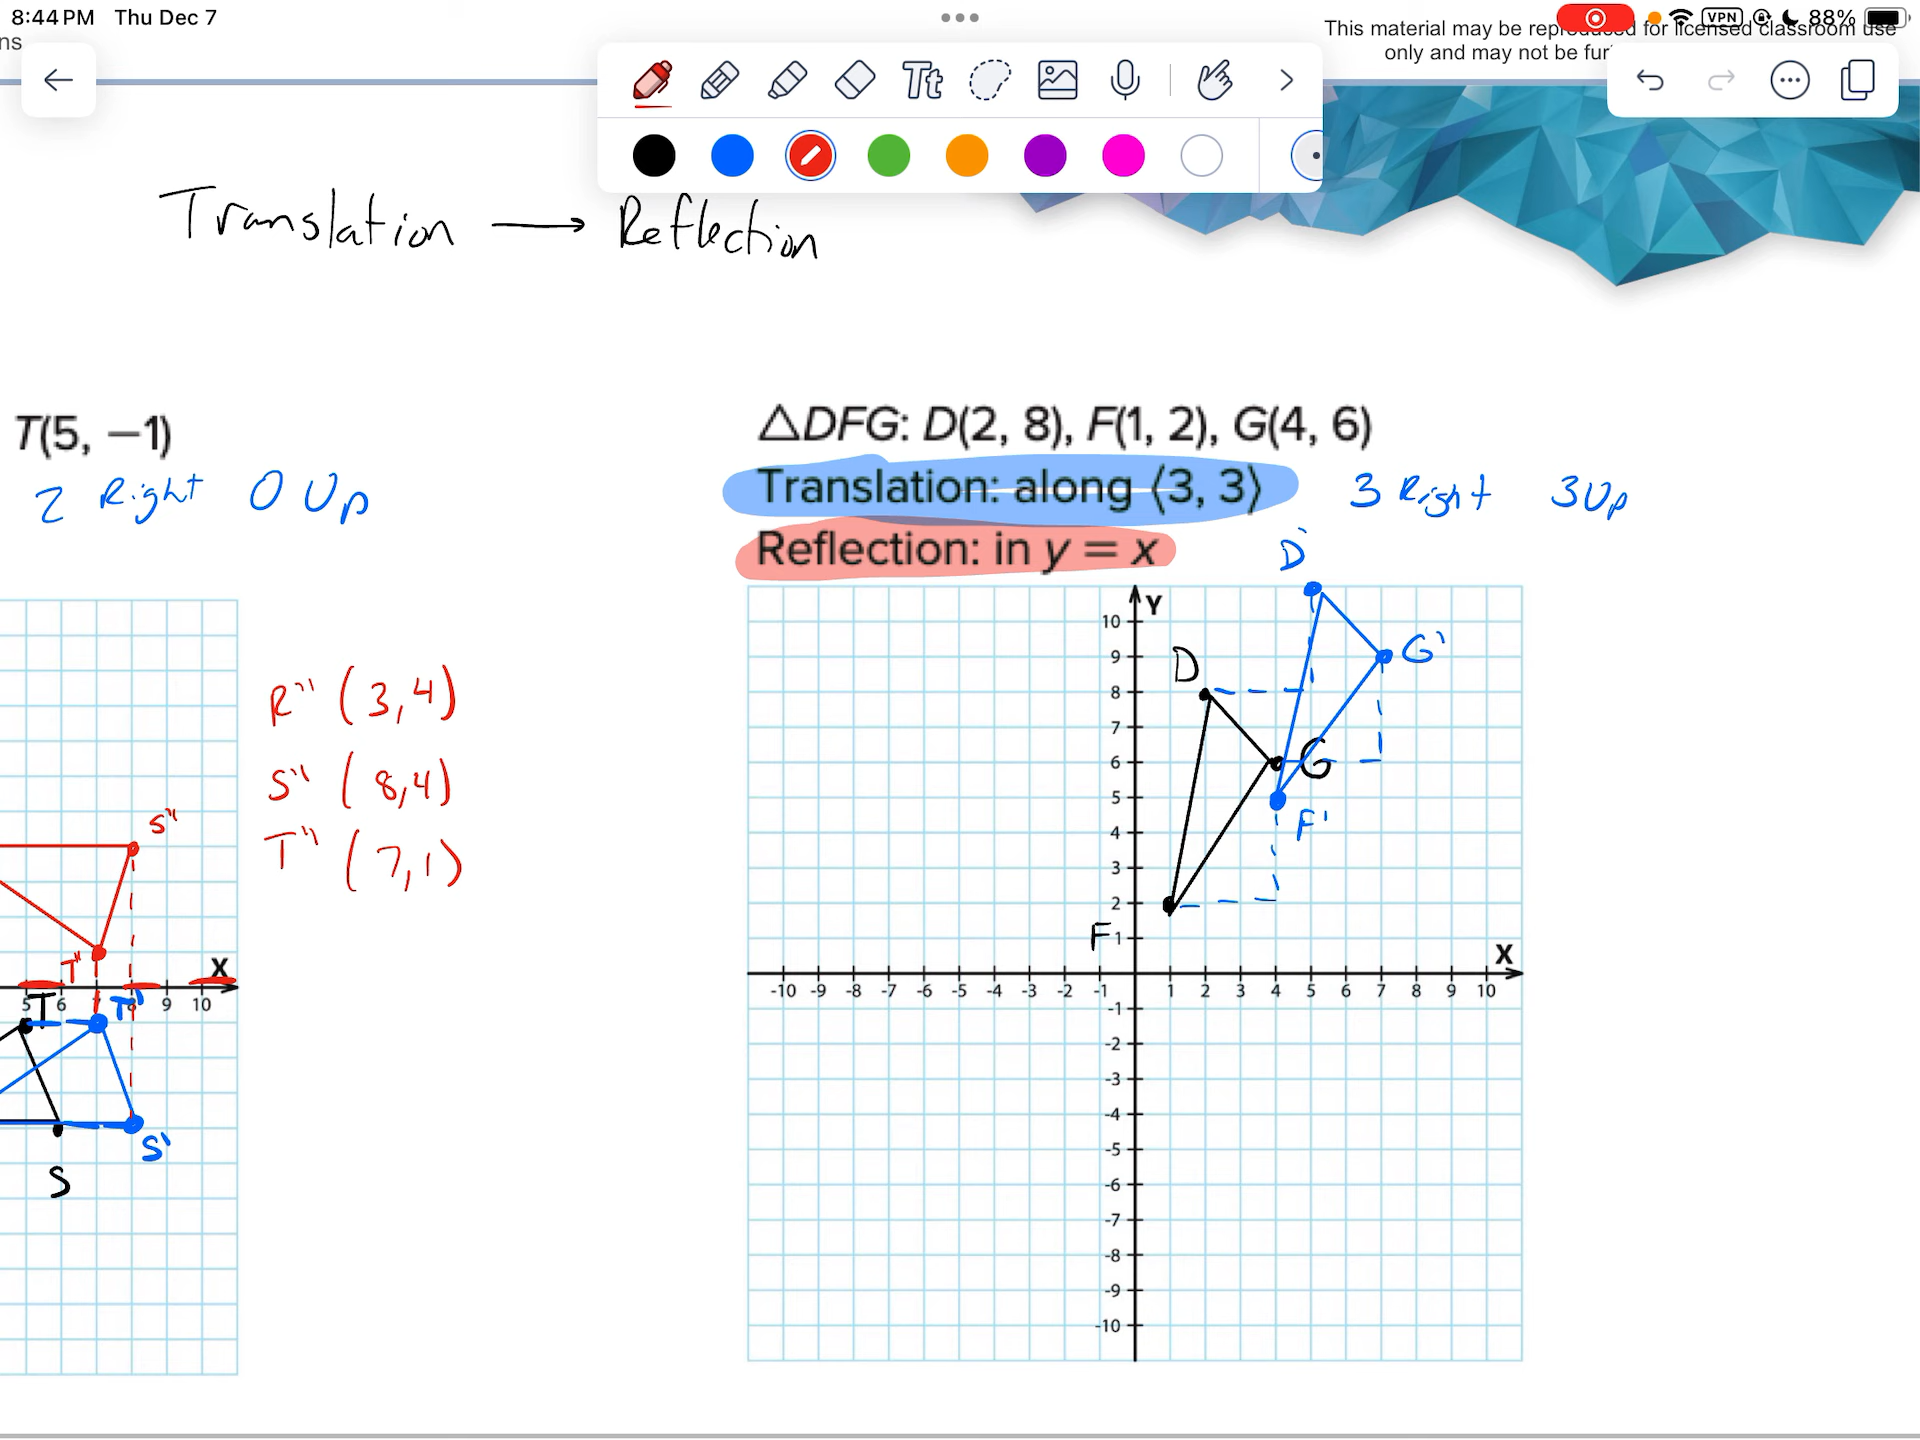 8:44 PM Thu Dec 7
VPN 88%
ns
This material may be reproduced for licensed classroom use
only and may not be fur
Tt
Translation → Reflection
T(5, −1)
2 Right 0 Up
△DFG: D(2, 8), F(1, 2), G(4, 6)
Translation: along ⟨3, 3⟩ 3 Right 3 Up
Reflection: in y = x
R'' (3,4)
S'' (8,4)
T'' (7,1)
S''
T''
X
5 6 7 8 9 10
T T'
S'
S
D'
Y
G'
D
G
F'
F
X
10
9
8
7
6
5
4
3
2
1
-10 -9 -8 -7 -6 -5 -4 -3 -2 -1 1 2 3 4 5 6 7 8 9 10
-1
-2
-3
-4
-5
-6
-7
-8
-9
-10